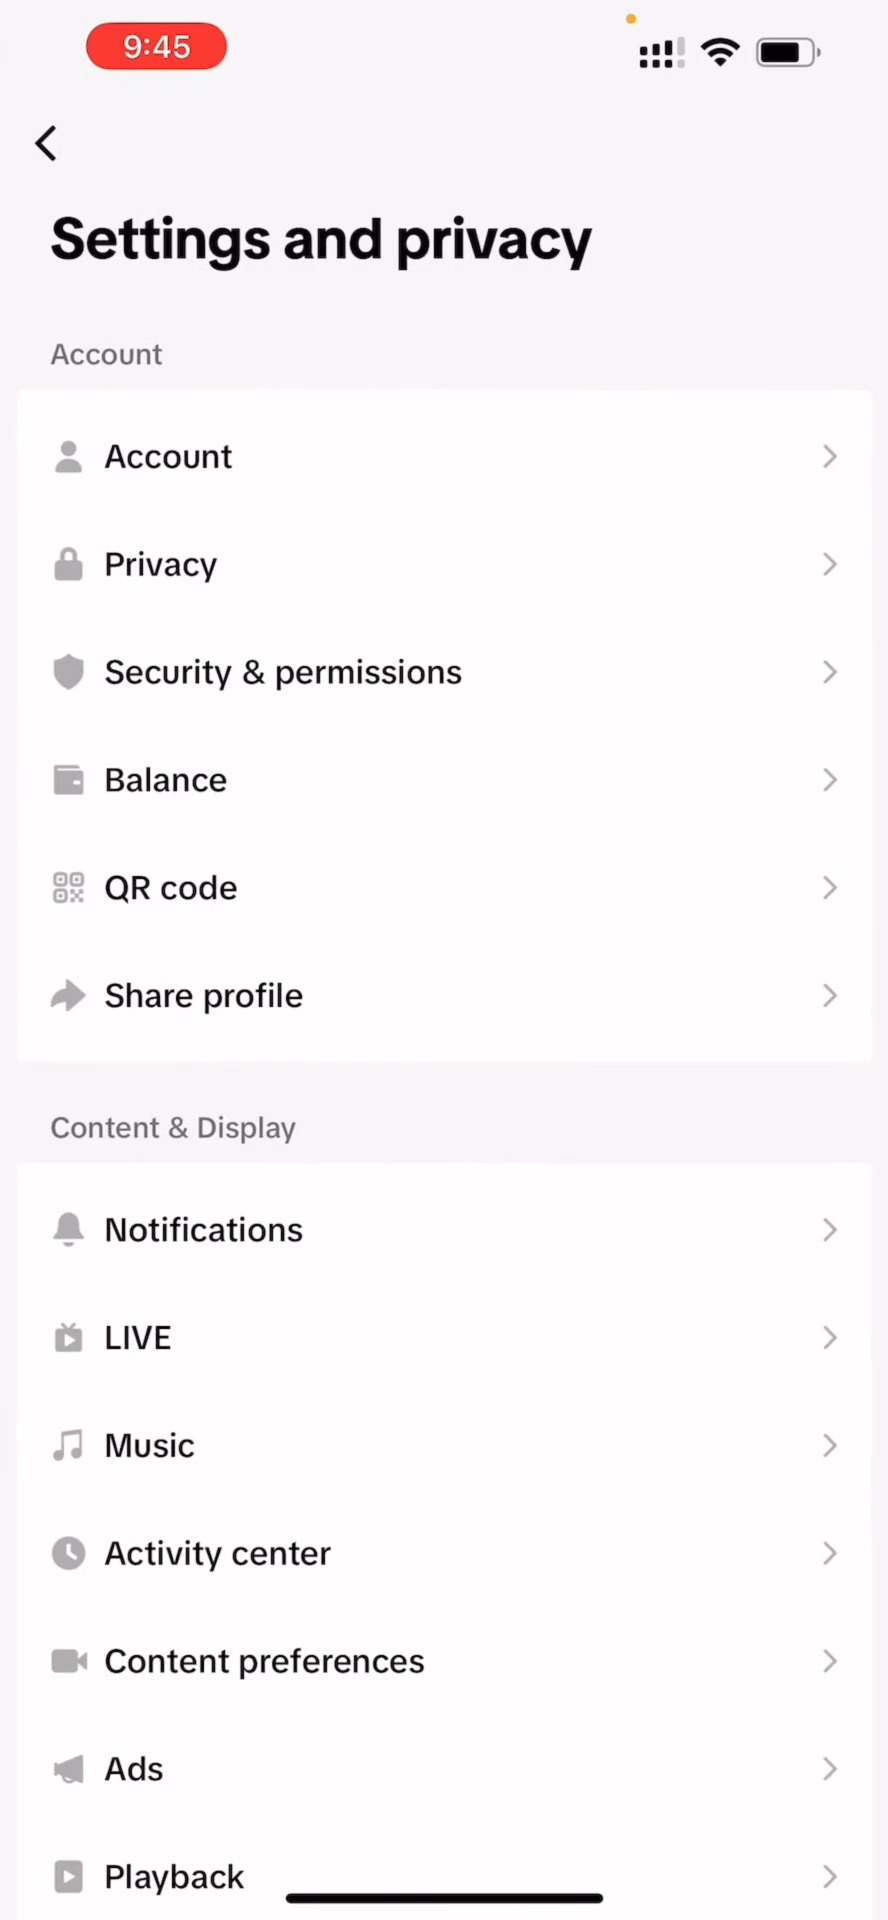 9:45
Settings and privacy
Account
Account
Privacy
Security & permissions
Balance
QR code
Share profile
Content & Display
Notifications
LIVE
Music
Activity center
Content preferences
Ads
Playback